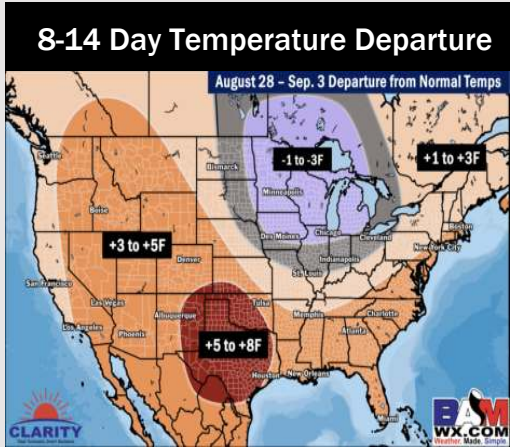 8-14 Day Temperature Departure
August 28 – Sep. 3 Departure from Normal Temps
Seattle
Bismarck
-1 to -3F
+1 to +3F
Minneapolis
Boise
Boston
Des Moines
Chicago
Cleveland
New York City
+3 to +5F
Denver
Indianapolis
St. Louis
San Francisco
Las Vegas
Albuquerque
Tulsa
Memphis
Charlotte
Los Angeles
Phoenix
Atlanta
+5 to +8F
Houston
New Orleans
Miami
CLARITY
BAM
WX.COM
Weather. Made. Simple.